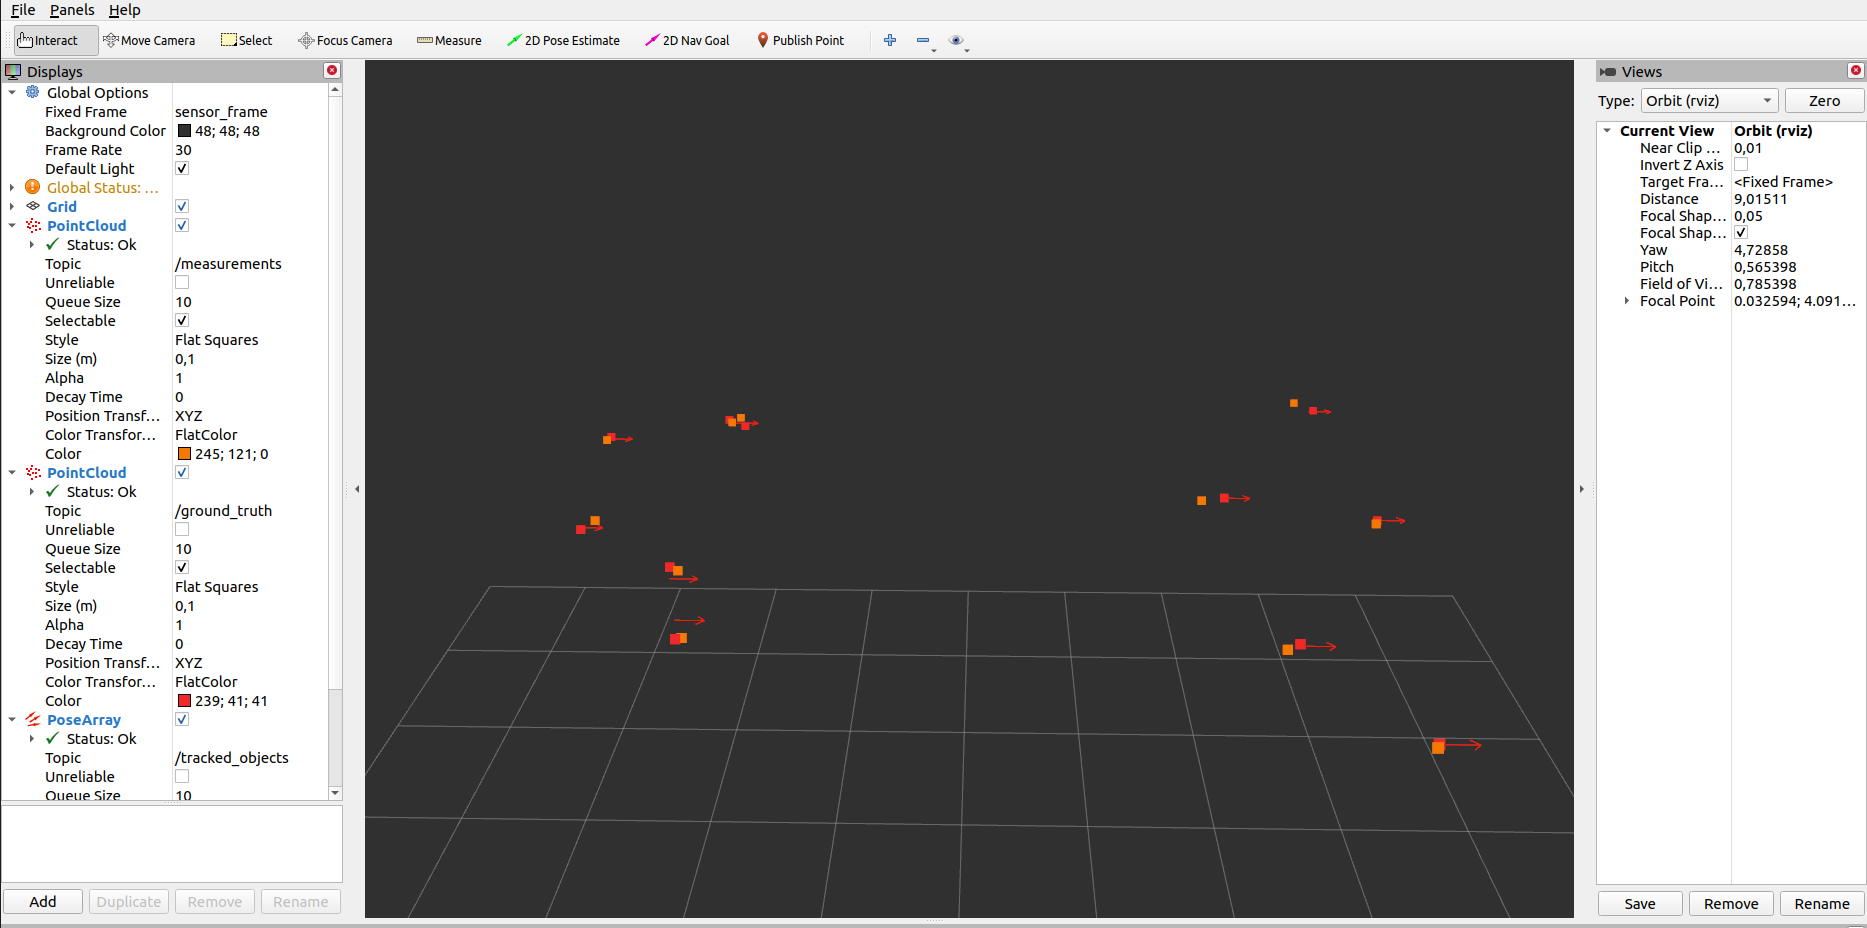 File Panels Help
Interact Move Camera Select Focus Camera Measure 2D Pose Estimate 2D Nav Goal Publish Point
Displays
Global Options
Fixed Frame sensor_frame
Background Color 48; 48; 48
Frame Rate 30
Default Light
Global Status: ...
Grid
PointCloud
Status: Ok
Topic /measurements
Unreliable
Queue Size 10
Selectable
Style Flat Squares
Size (m) 0,1
Alpha 1
Decay Time 0
Position Transf... XYZ
Color Transfor... FlatColor
Color 245; 121; 0
PointCloud
Status: Ok
Topic /ground_truth
Unreliable
Queue Size 10
Selectable
Style Flat Squares
Size (m) 0,1
Alpha 1
Decay Time 0
Position Transf... XYZ
Color Transfor... FlatColor
Color 239; 41; 41
PoseArray
Status: Ok
Topic /tracked_objects
Unreliable
Queue Size 10
Add Duplicate Remove Rename
Views
Type: Orbit (rviz) Zero
Current View Orbit (rviz)
Near Clip ... 0,01
Invert Z Axis
Target Fra... <Fixed Frame>
Distance 9,01511
Focal Shap... 0,05
Focal Shap...
Yaw 4,72858
Pitch 0,565398
Field of Vi... 0,785398
Focal Point 0.032594; 4.091...
Save Remove Rename